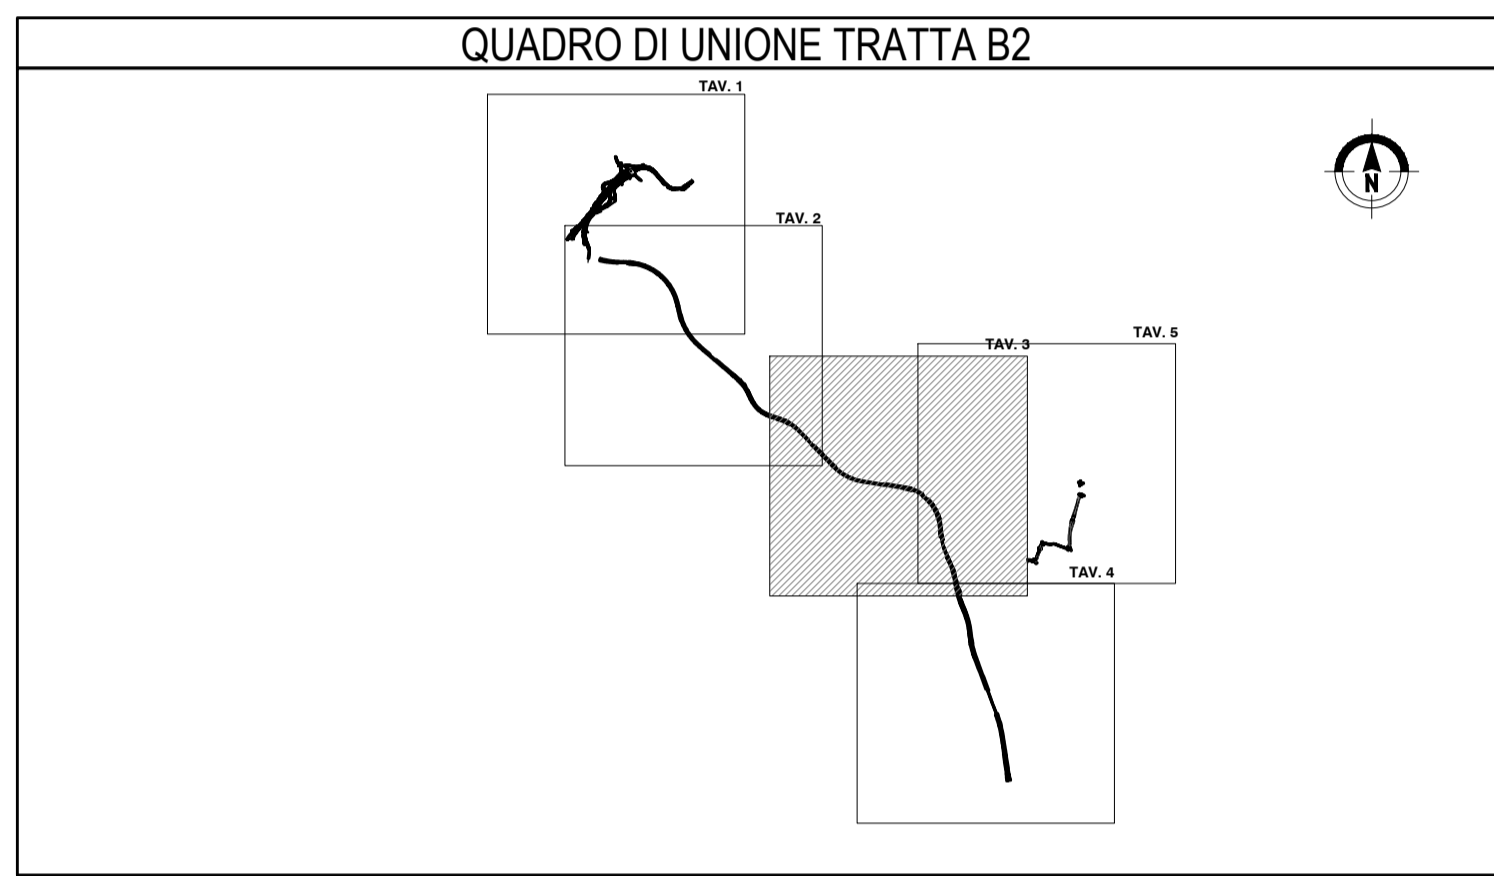 QUADRO DI UNIONE TRATTA B2
TAV. 1
N
TAV. 2
TAV. 5
TAV. 3
TAV. 4